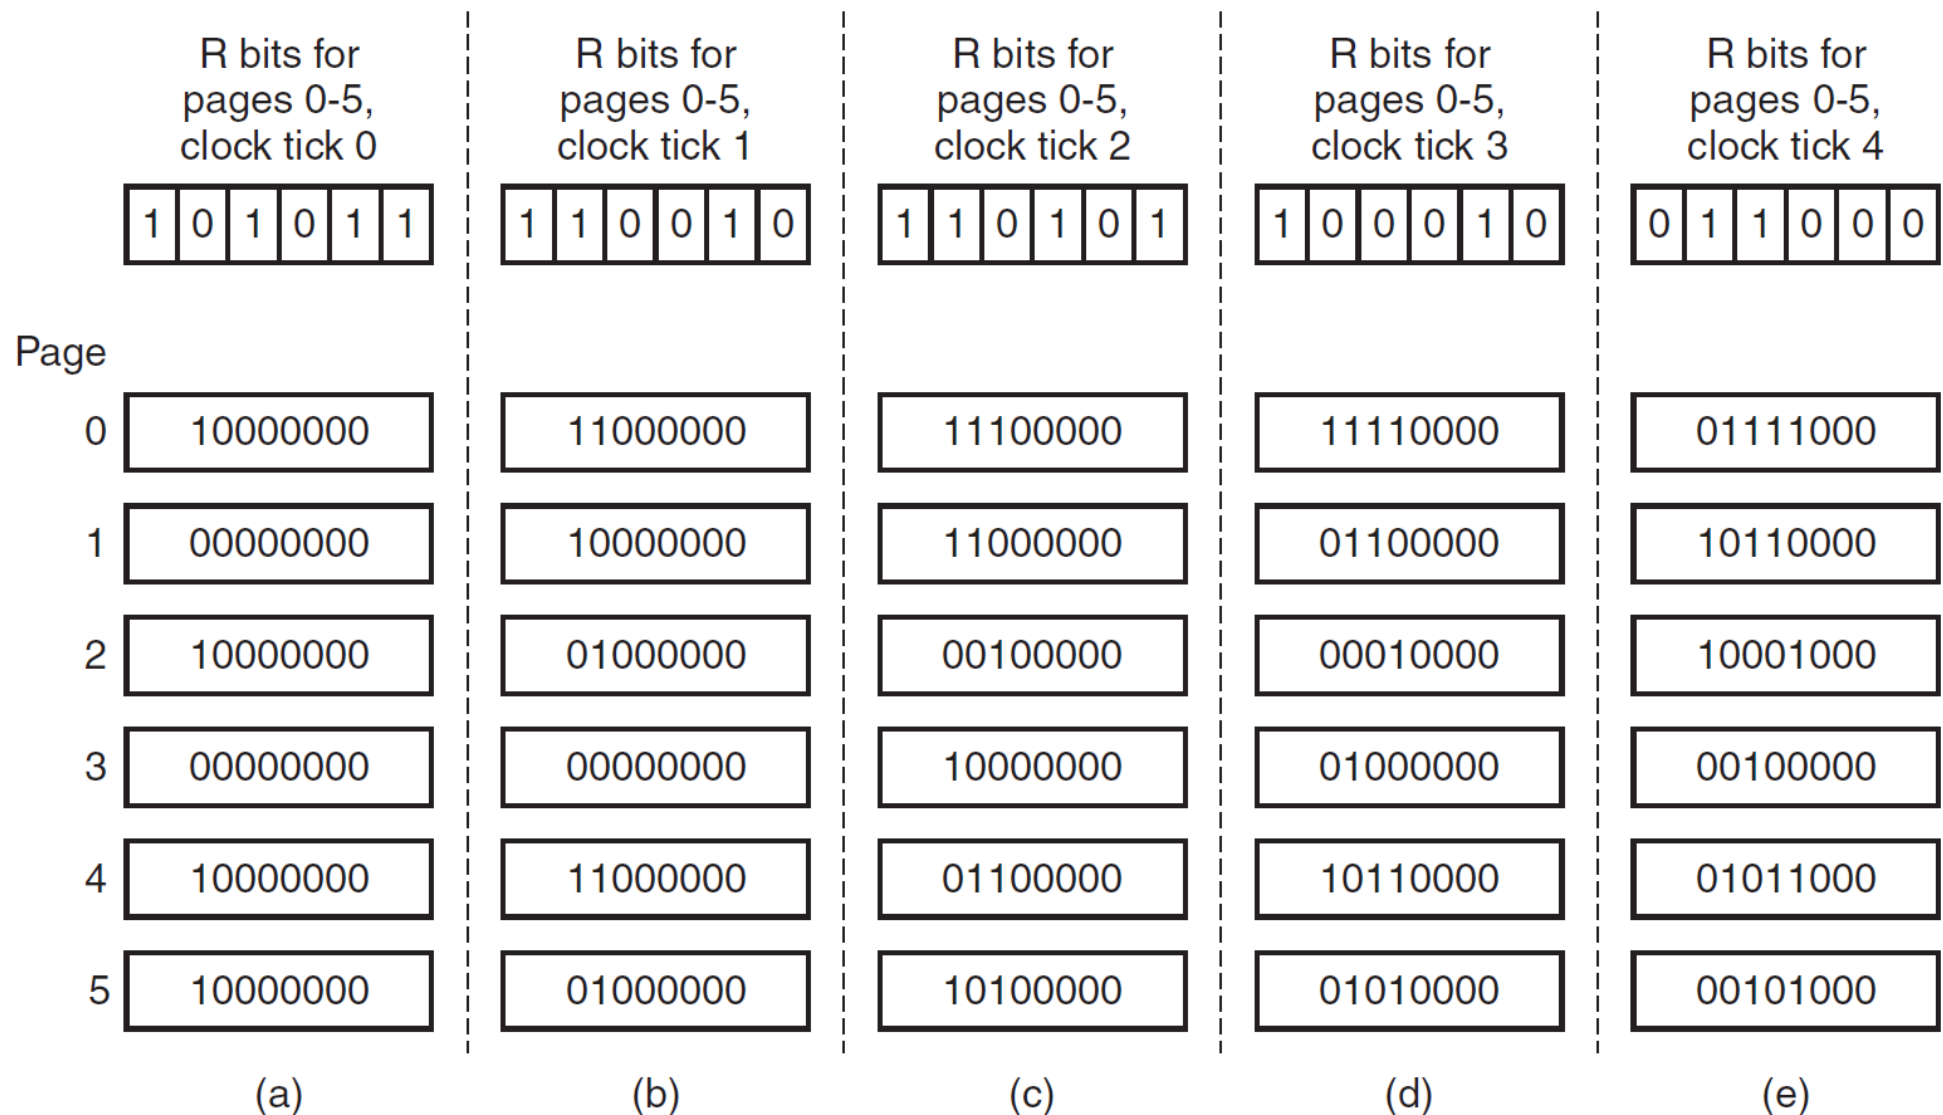 R bits for
pages 0-5,
clock tick 0
R bits for
pages 0-5,
clock tick 1
R bits for
pages 0-5,
clock tick 2
R bits for
pages 0-5,
clock tick 3
R bits for
pages 0-5,
clock tick 4
1 0 1 0 1 1
1 1 0 0 1 0
1 1 0 1 0 1
1 0 0 0 1 0
0 1 1 0 0 0
Page
0 10000000 11000000 11100000 11110000 01111000
1 00000000 10000000 11000000 01100000 10110000
2 10000000 01000000 00100000 00010000 10001000
3 00000000 00000000 10000000 01000000 00100000
4 10000000 11000000 01100000 10110000 01011000
5 10000000 01000000 10100000 01010000 00101000
(a) (b) (c) (d) (e)